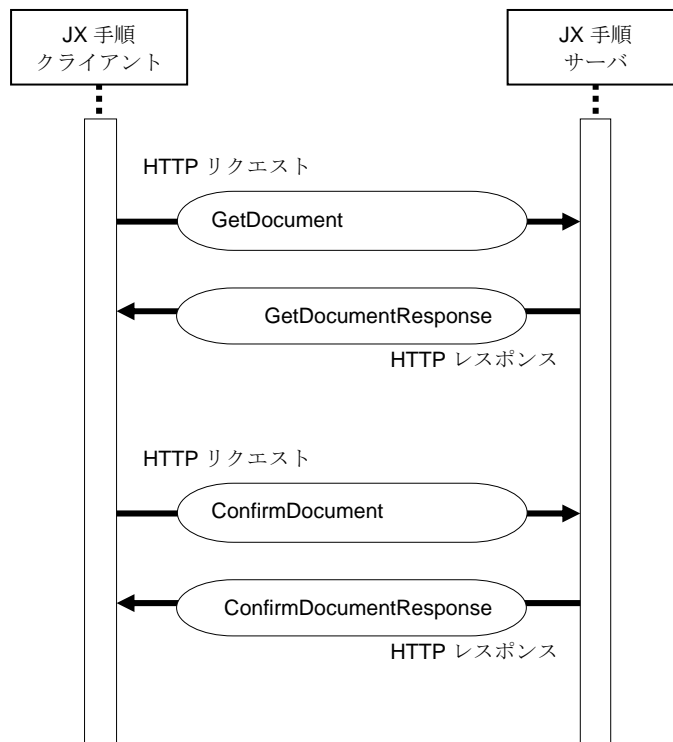 JX 手順
クライアント
JX 手順
サーバ
HTTP リクエスト
GetDocument
GetDocumentResponse
HTTP レスポンス
HTTP リクエスト
ConfirmDocument
ConfirmDocumentResponse
HTTP レスポンス